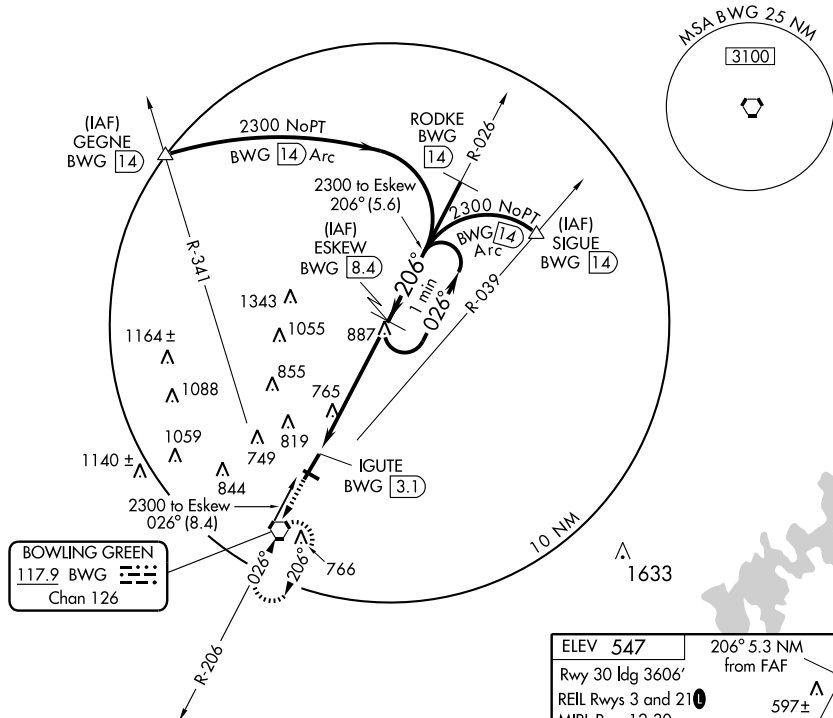 MSA BWG 25 NM
3100
(IAF)
GEGNE
BWG 14
2300 NoPT
BWG 14 Arc
RODKE
BWG
14
R-026
2300 to Eskew
206° (5.6)
2300 NoPT
BWG 14
Arc
(IAF)
SIGUE
BWG 14
(IAF)
ESKEW
BWG 8.4
206°
1 min
026°
R-039
R-341
1343
1055
887
1164 ±
1088
855
765
1059
819
749
1140 ±
844
IGUTE
BWG 3.1
2300 to Eskew
026° (8.4)
BOWLING GREEN
117.9 BWG
Chan 126
026°
206°
766
10 NM
1633
R-206
ELEV 547
Rwy 30 ldg 3606'
REIL Rwys 3 and 21 L
206° 5.3 NM
from FAF
597±